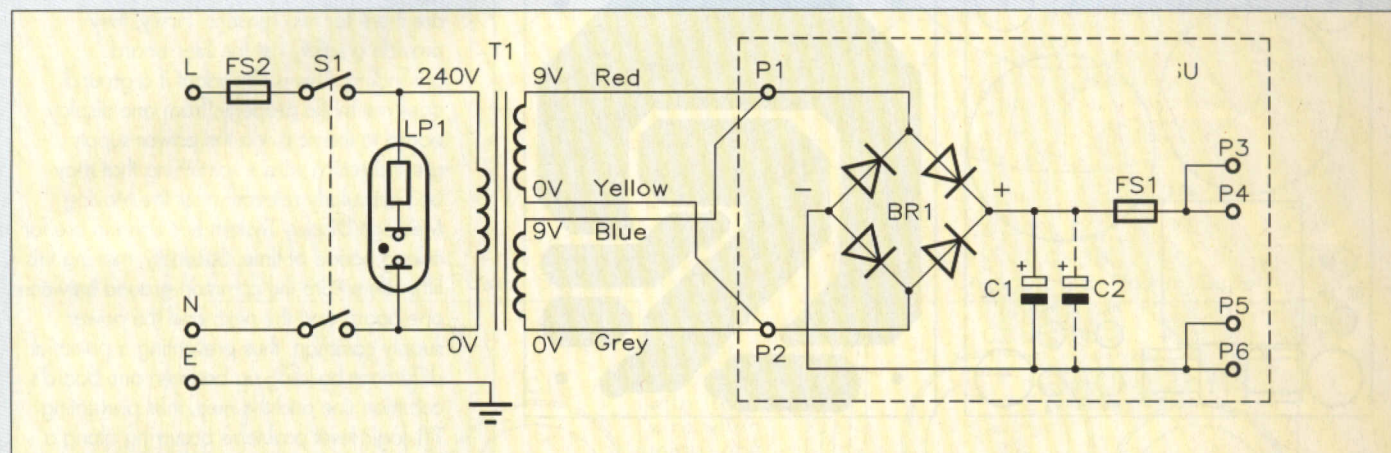 L
FS2
S1
240V
T1
9V
Red
P1
LP1
0V
Yellow
9V
Blue
N
E
0V
0V
Grey
P2
BR1
−
+
C1
+
C2
+
FS1
P3
P4
P5
P6